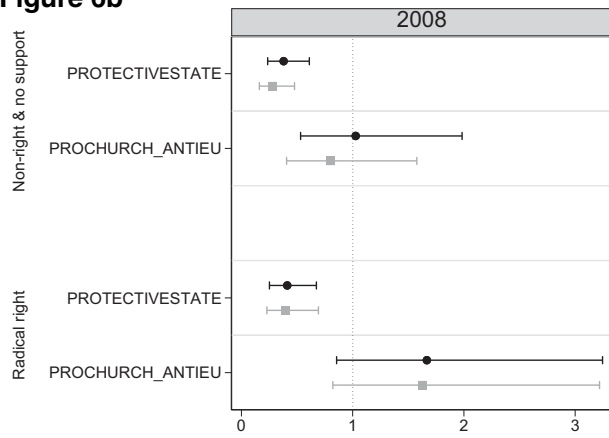 Figure 6b
2008
Non-right & no support
PROTECTIVESTATE
PROCHURCH_ANTIEU
Radical right
PROTECTIVESTATE
PROCHURCH_ANTIEU
0 1 2 3